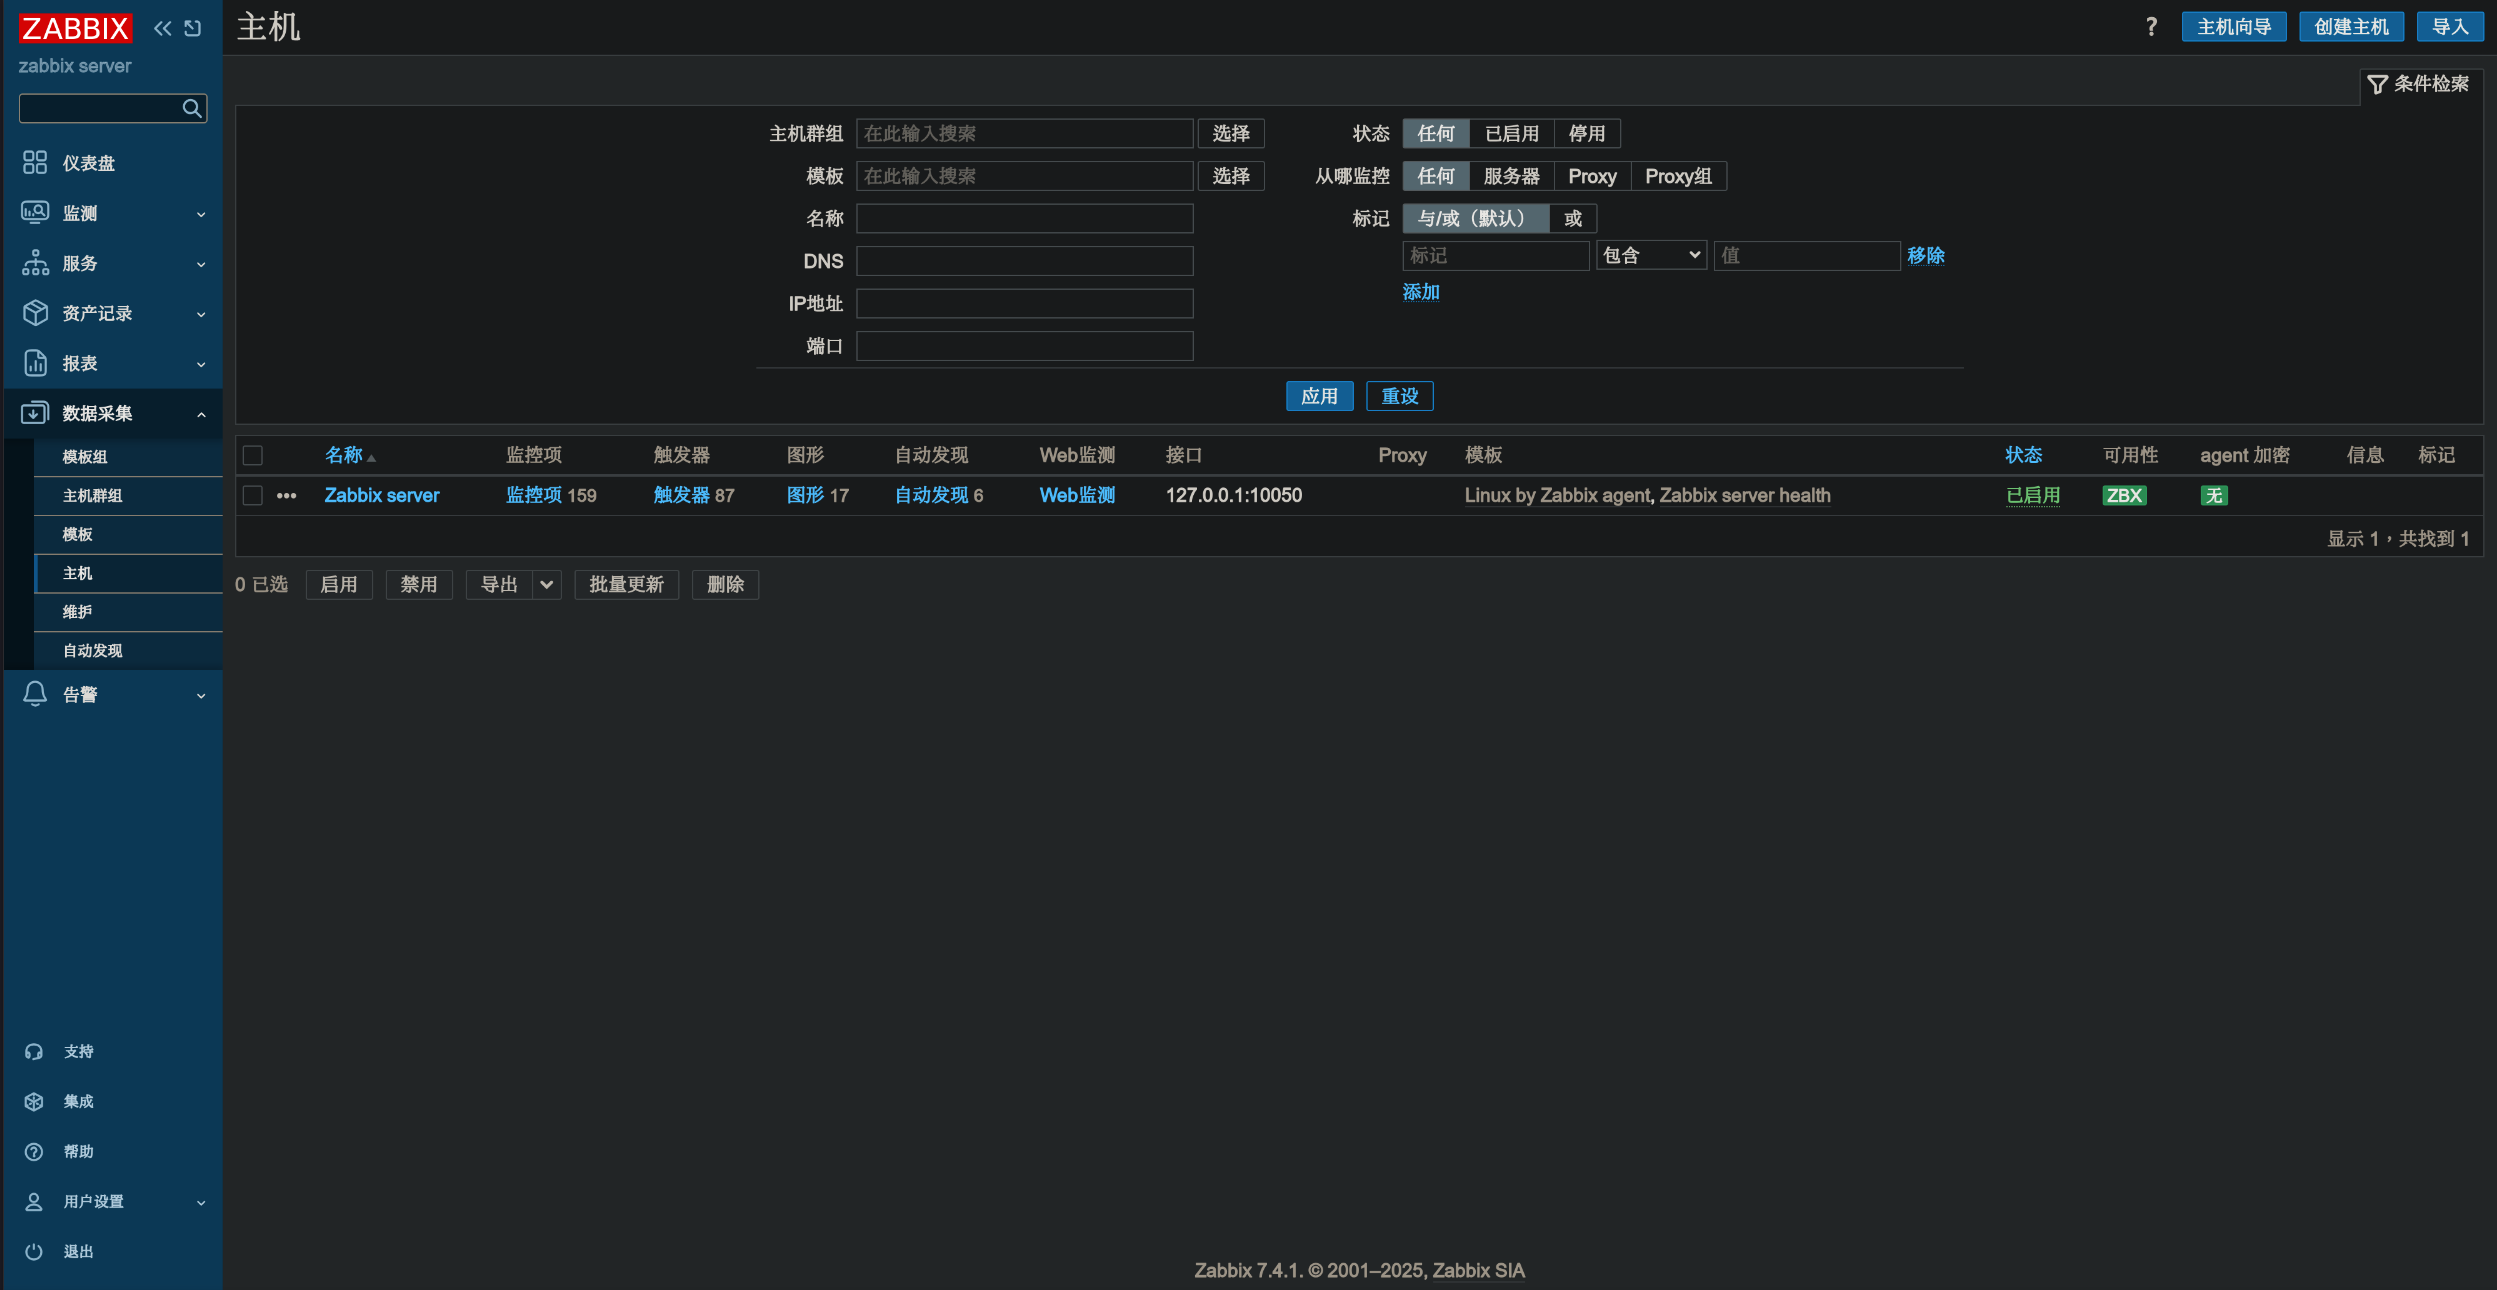 ZABBIX
zabbix server
仪表盘
监测
服务
资产记录
报表
数据采集
模板组
主机群组
模板
主机
维护
自动发现
告警
支持
集成
帮助
用户设置
退出
主机
? 主机向导 创建主机 导入
条件检索
主机群组 在此输入搜索 选择
模板 在此输入搜索 选择
名称
DNS
IP地址
端口
状态 任何 已启用 停用
从哪监控 任何 服务器 Proxy Proxy组
标记 与/或（默认） 或
标记 包含 值 移除
添加
应用 重设
名称 监控项 触发器 图形 自动发现 Web监测 接口 Proxy 模板 状态 可用性 agent 加密 信息 标记
Zabbix server 监控项 159 触发器 87 图形 17 自动发现 6 Web监测 127.0.0.1:10050 Linux by Zabbix agent, Zabbix server health 已启用 ZBX 无
显示 1，共找到 1
0 已选 启用 禁用 导出 批量更新 删除
Zabbix 7.4.1. © 2001–2025, Zabbix SIA